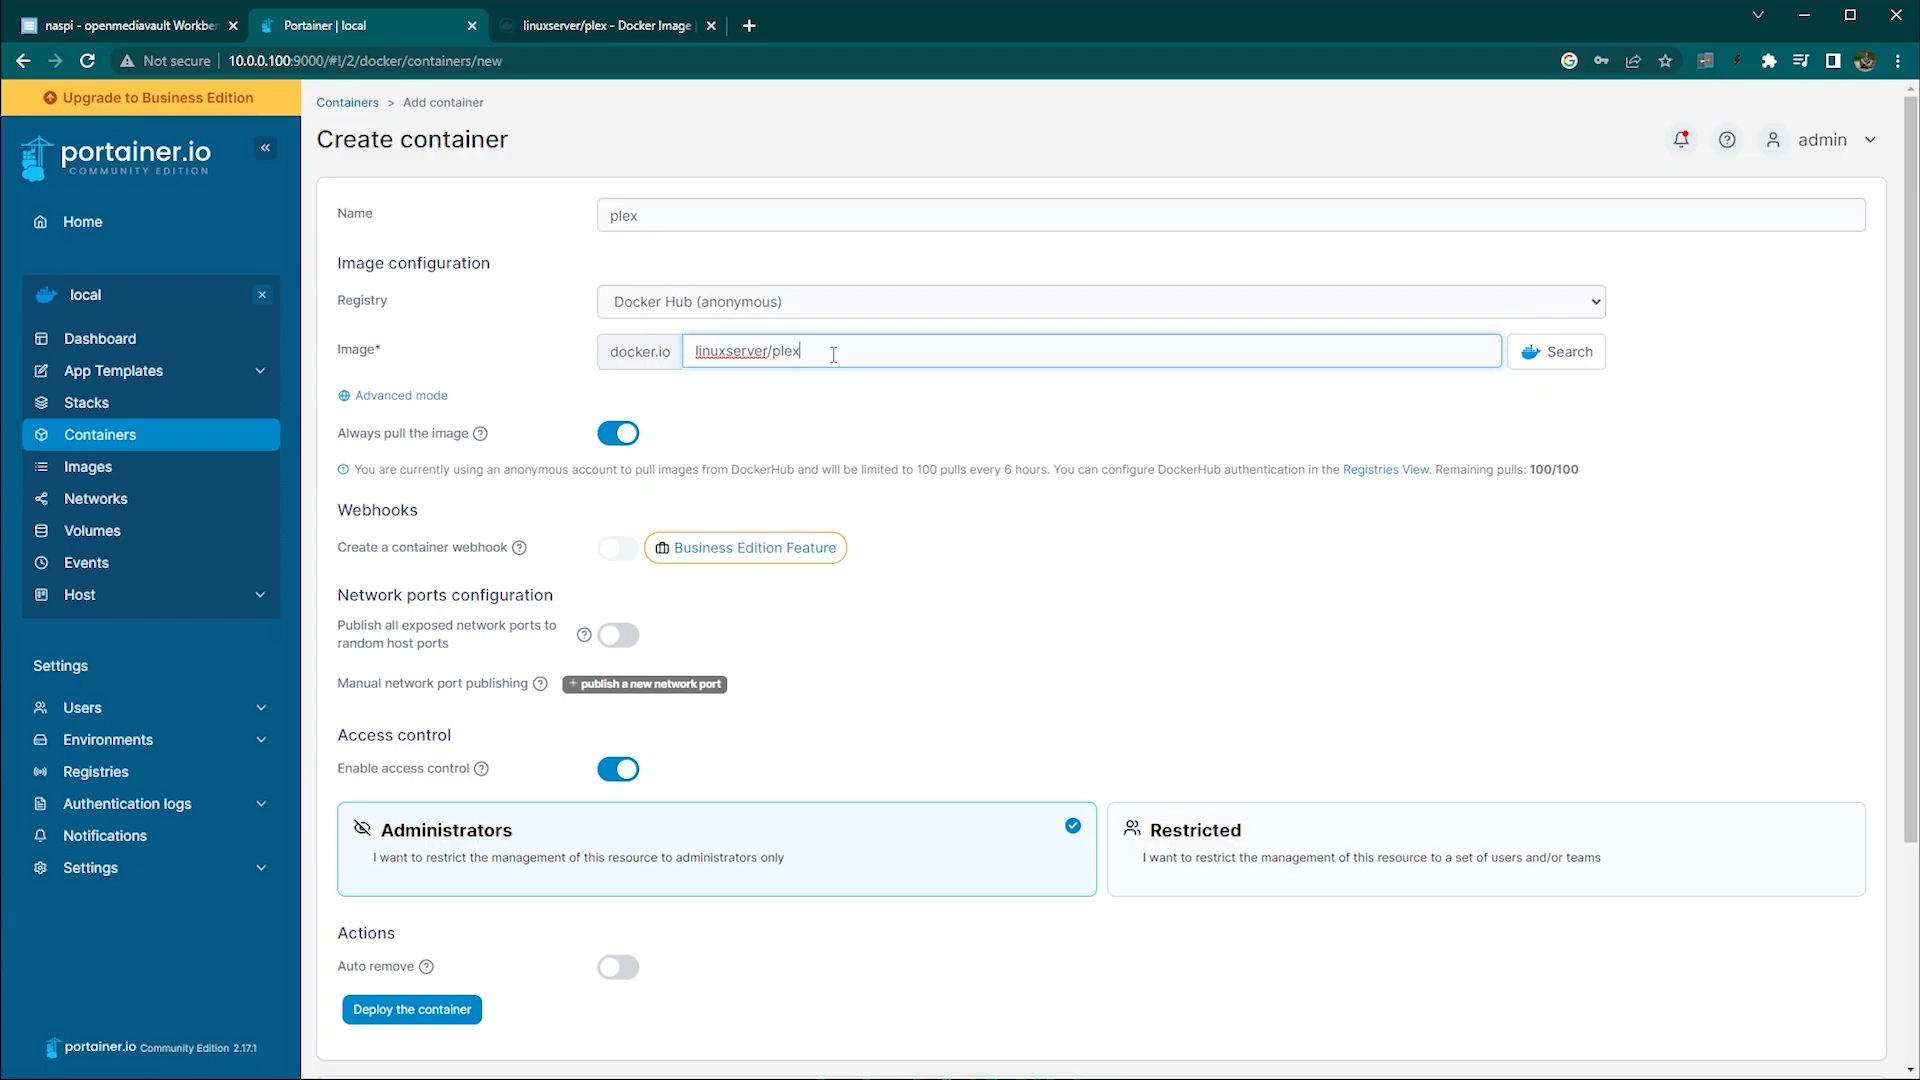 naspi - openmediavault Workber
Portainer | local
linuxserver/plex - Docker Image
Not secure
10.0.0.100:9000/#!/2/docker/containers/new
Upgrade to Business Edition
portainer.io
COMMUNITY EDITION
Home
local
Dashboard
App Templates
Stacks
Containers
Images
Networks
Volumes
Events
Host
Settings
Users
Environments
Registries
Authentication logs
Notifications
Settings
portainer.io Community Edition 2.17.1
Containers > Add container
Create container
admin
Name
plex
Image configuration
Registry
Docker Hub (anonymous)
Image*
docker.io
linuxserver/plex
Search
Advanced mode
Always pull the image
You are currently using an anonymous account to pull images from DockerHub and will be limited to 100 pulls every 6 hours. You can configure DockerHub authentication in the Registries View. Remaining pulls: 100/100
Webhooks
Create a container webhook
Business Edition Feature
Network ports configuration
Publish all exposed network ports to
random host ports
Manual network port publishing
+ publish a new network port
Access control
Enable access control
Administrators
I want to restrict the management of this resource to administrators only
Restricted
I want to restrict the management of this resource to a set of users and/or teams
Actions
Auto remove
Deploy the container